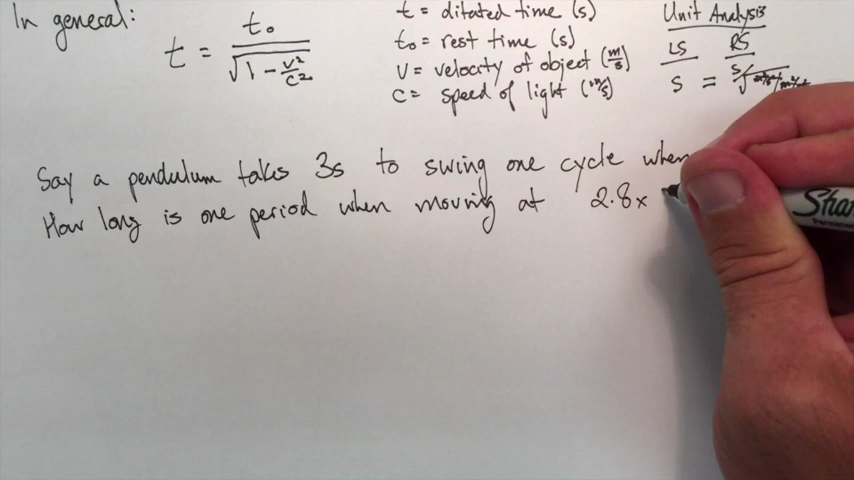 In general:
t = t₀ / √(1 - v²/c²)
t = dilated time (s)
t₀ = rest time (s)
v = velocity of object (m/s)
c = speed of light (m/s)
Unit Analysis
LS RS
s = s
Say a pendulum takes 3s to swing one cycle when
How long is one period when moving at 2.8x
Shar